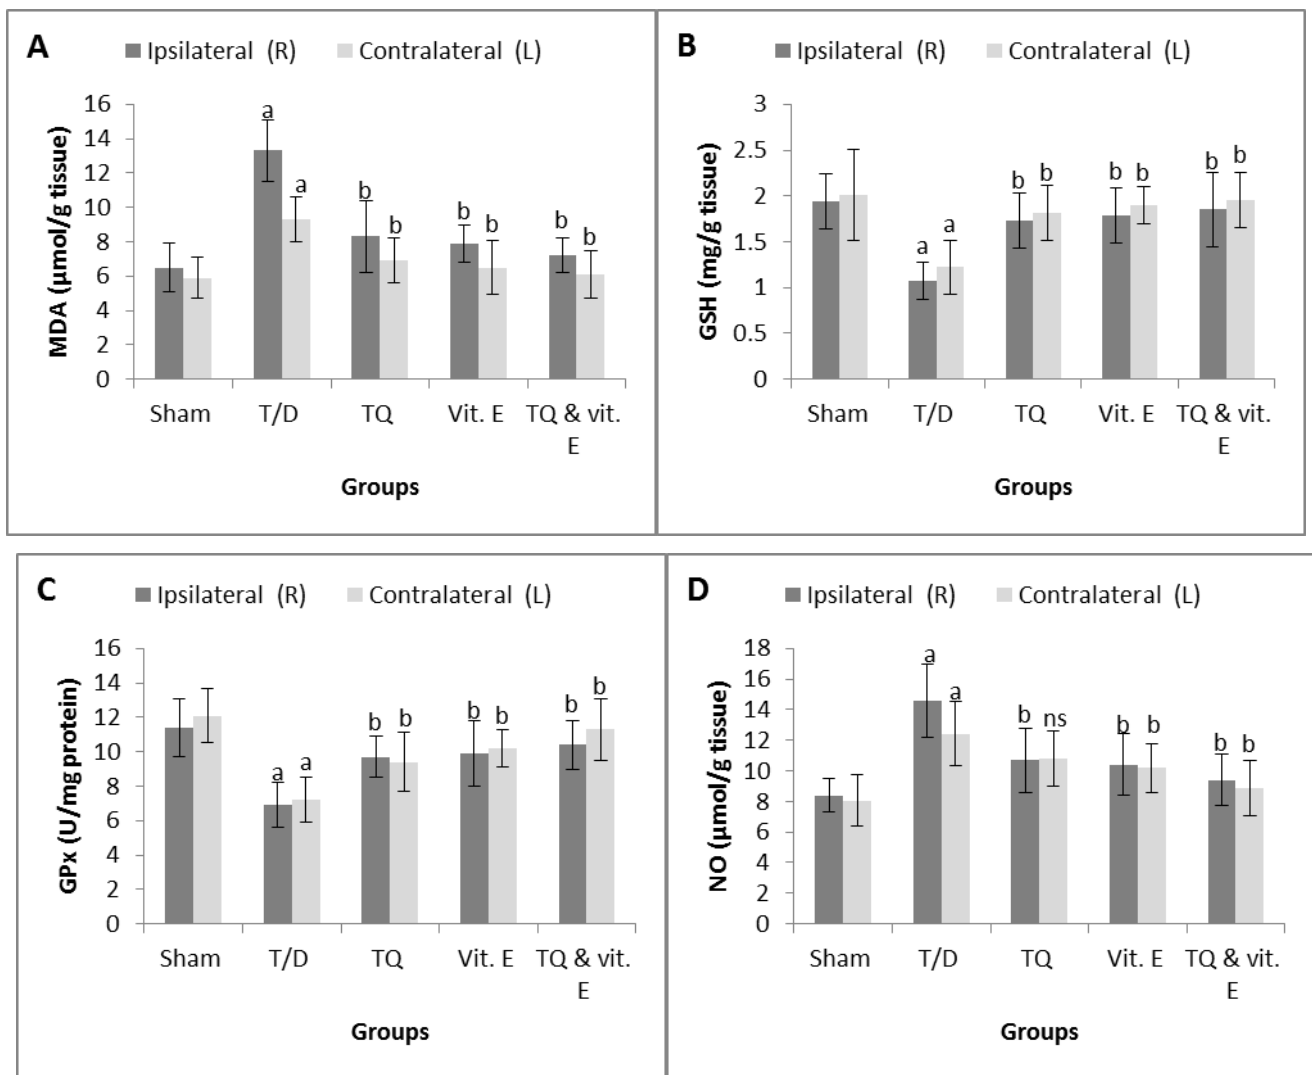 A
Ipsilateral (R) Contralateral (L)
MDA (µmol/g tissue)
16
14
12
10
8
6
4
2
0
a
a
b
b
b
b
b
b
Sham T/D TQ Vit. E TQ & vit.
E
Groups
B
Ipsilateral (R) Contralateral (L)
GSH (mg/g tissue)
3
2.5
2
1.5
1
0.5
0
a
a
b
b
b
b
b
b
Sham T/D TQ Vit. E TQ & vit.
E
Groups
C
Ipsilateral (R) Contralateral (L)
GPx (U/mg protein)
16
14
12
10
8
6
4
2
0
a
a
b
b
b
b
b
b
Sham T/D TQ Vit. E TQ & vit.
E
Groups
D
Ipsilateral (R) Contralateral (L)
NO (µmol/g tissue)
18
16
14
12
10
8
6
4
2
0
a
a
b
ns
b
b
b
b
Sham T/D TQ Vit. E TQ & vit.
E
Groups